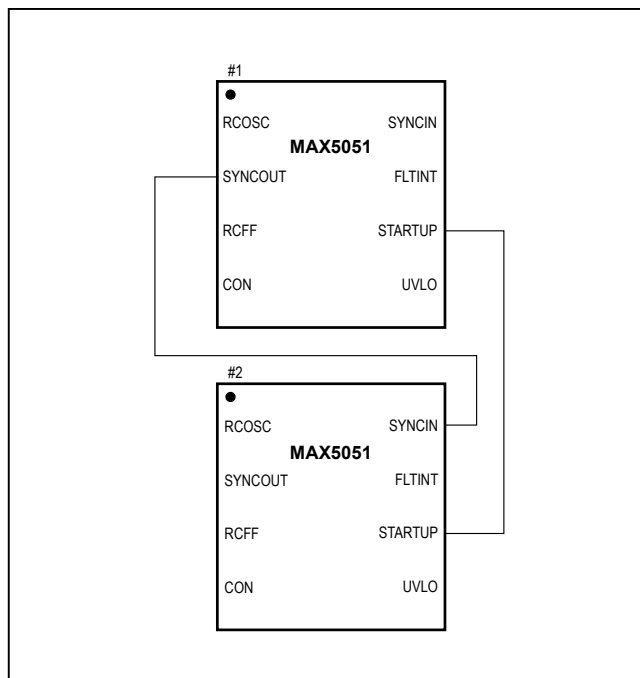 #1
RCOSC SYNCIN
MAX5051
SYNCOUT FLTINT
RCFF STARTUP
CON UVLO
#2
RCOSC SYNCIN
MAX5051
SYNCOUT FLTINT
RCFF STARTUP
CON UVLO